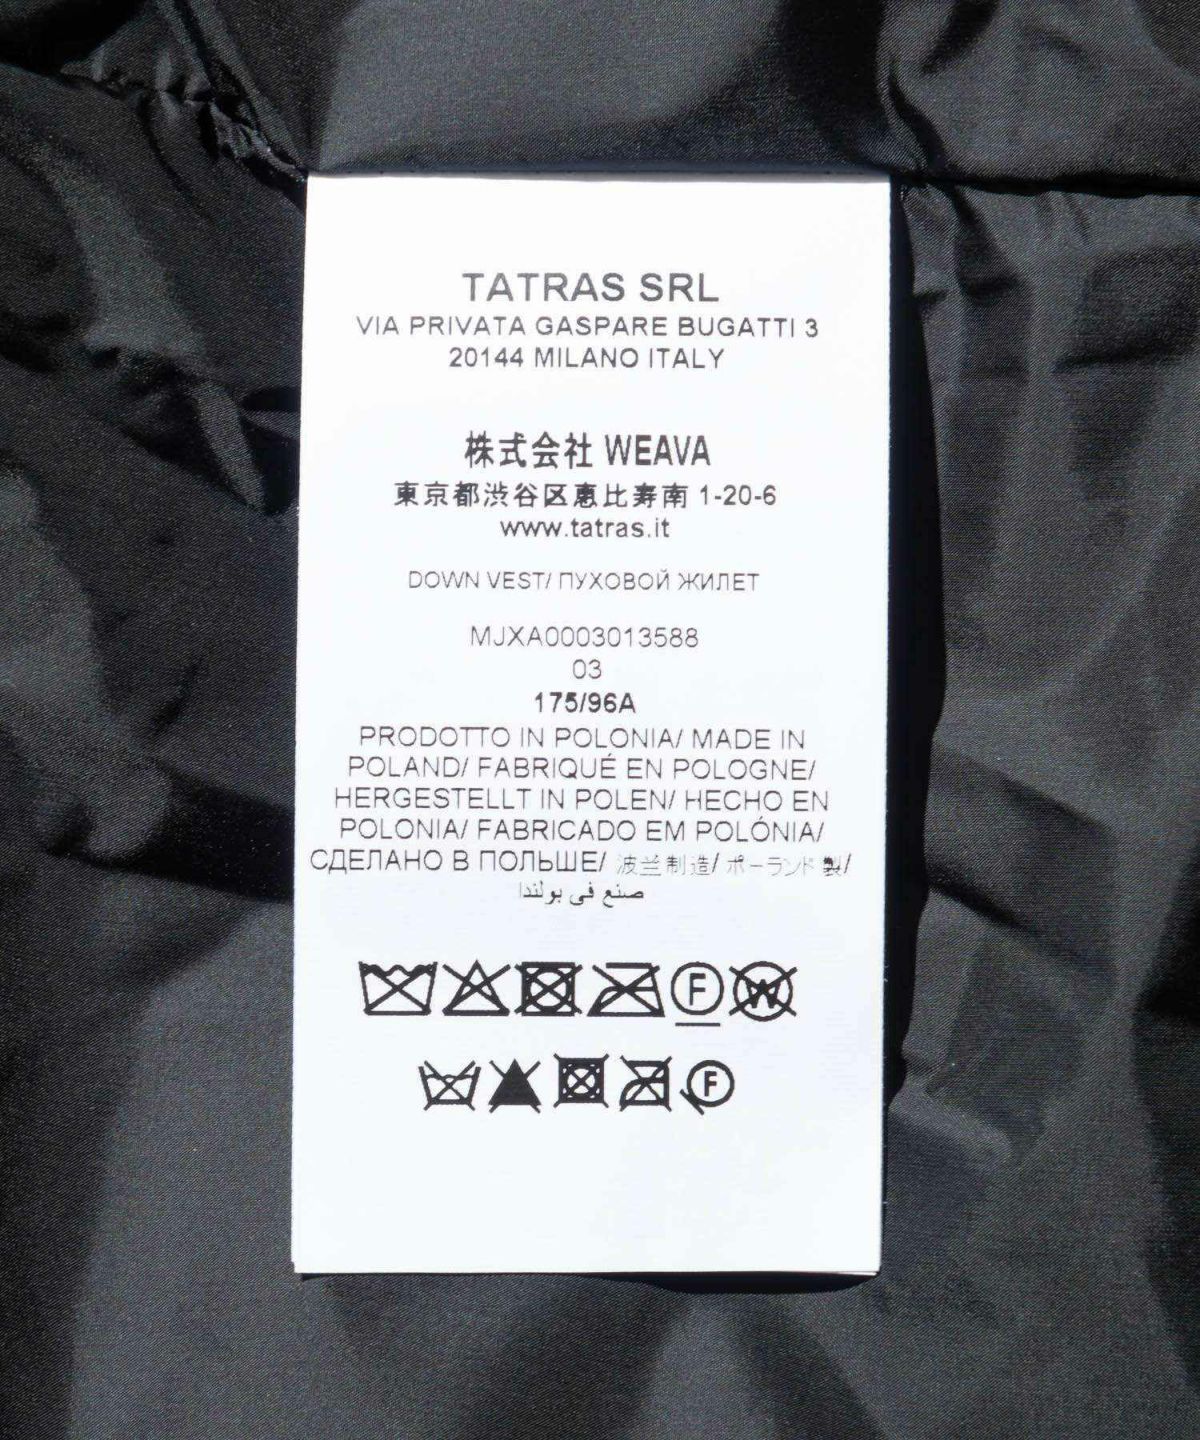 TATRAS SRL
VIA PRIVATA GASPARE BUGATTI 3
20144 MILANO ITALY
株式会社 WEAVA
東京都渋谷区恵比寿南 1-20-6
www.tatras.it
DOWN VEST/ ПУХОВОЙ ЖИЛЕТ
MJXA0003013588
03
175/96A
PRODOTTO IN POLONIA/ MADE IN
POLAND/ FABRIQUÉ EN POLOGNE/
HERGESTELLT IN POLEN/ HECHO EN
POLONIA/ FABRICADO EM POLÓNIA/
СДЕЛАНО В ПОЛЬШЕ/ 波兰制造/ ポーランド製/
صنع في بولندا
F W
F